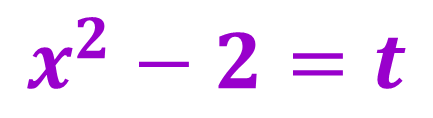 x² − 2 = t